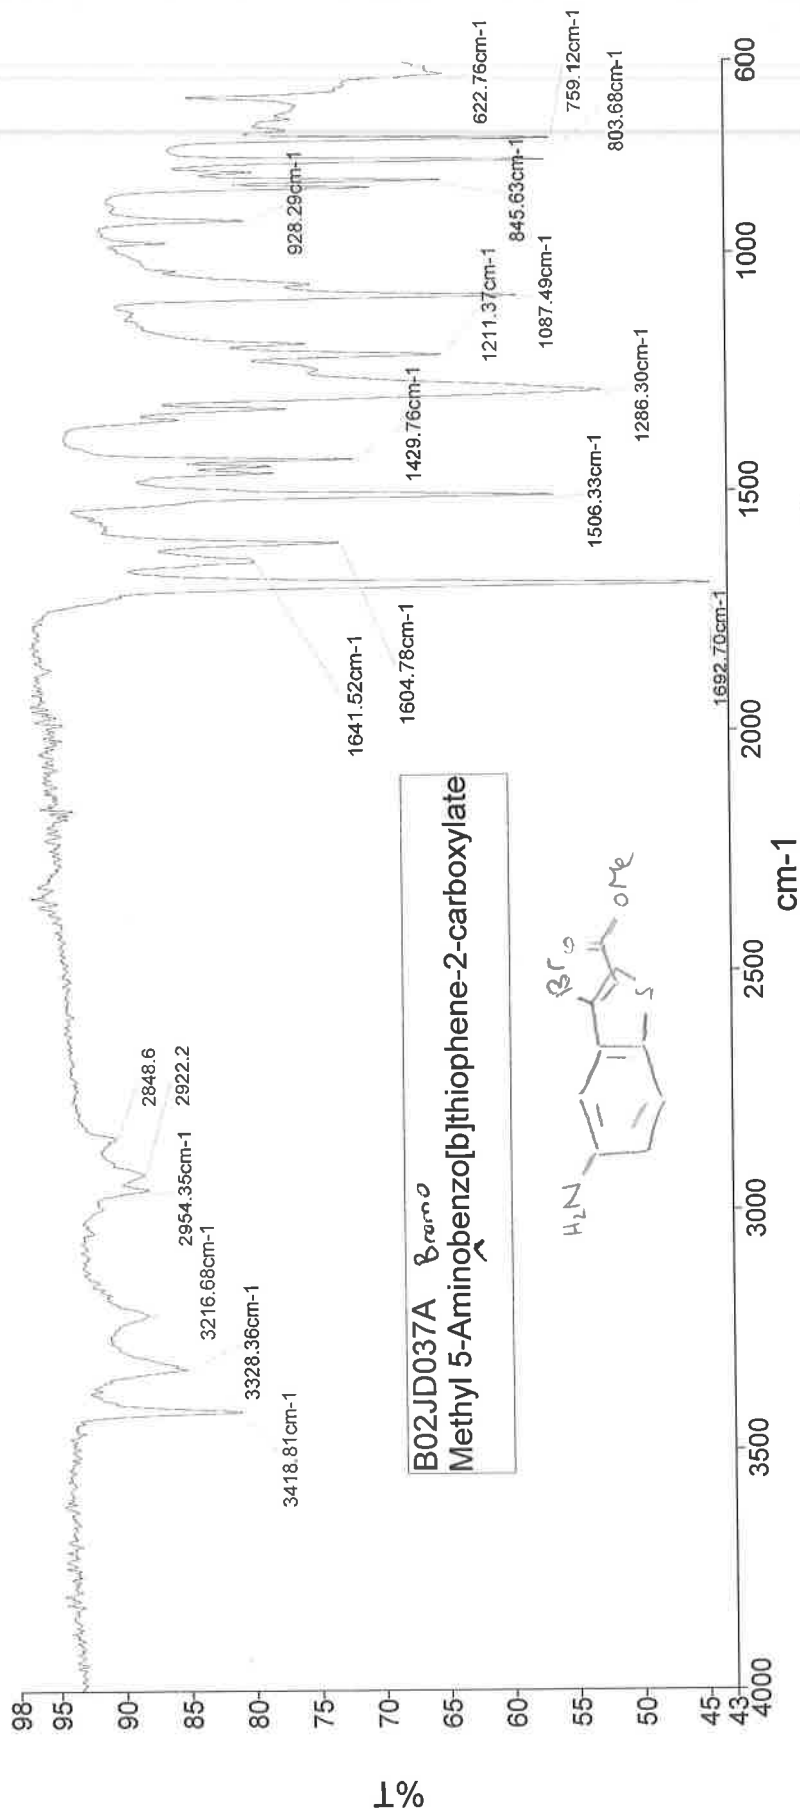 98
95
90
85
80
75
70
65
60
55
50
45
43
%T
4000
3500
3000
2500
2000
1500
1000
600
cm-1
3418.81cm-1
3328.36cm-1
3216.68cm-1
2954.35cm-1
2922.2
2848.6
1692.70cm-1
1641.52cm-1
1604.78cm-1
1506.33cm-1
1429.76cm-1
1286.30cm-1
1211.37cm-1
1087.49cm-1
928.29cm-1
845.63cm-1
803.68cm-1
759.12cm-1
622.76cm-1
B02JD037A Bromo
Methyl 5-Aminobenzo[b]thiophene-2-carboxylate
H2N
Br
O
OMe
S